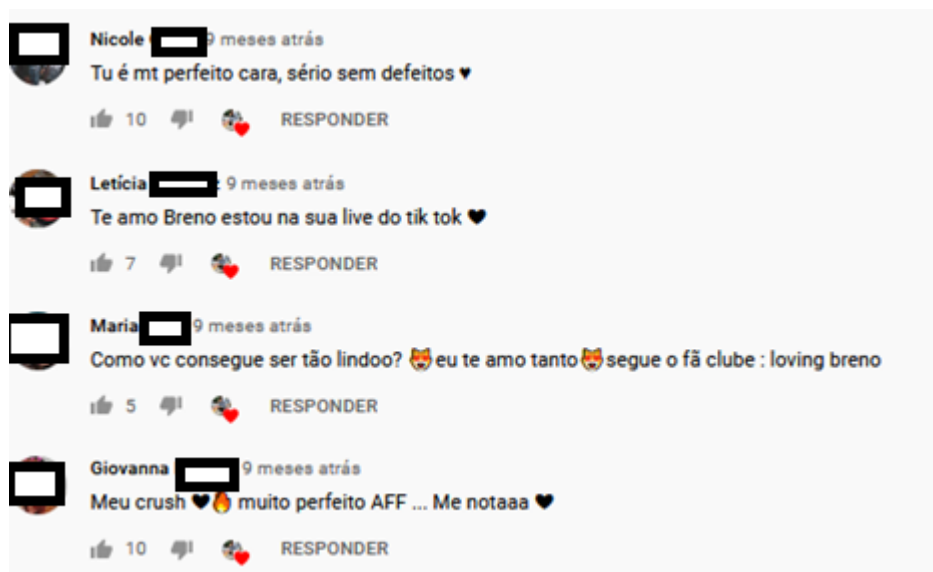 Nicole 9 meses atrás
Tu é mt perfeito cara, sério sem defeitos ♥
10 RESPONDER
Letícia 9 meses atrás
Te amo Breno estou na sua live do tik tok 🖤
7 RESPONDER
Maria 9 meses atrás
Como vc consegue ser tão lindoo? 😻eu te amo tanto😻segue o fã clube : loving breno
5 RESPONDER
Giovanna 9 meses atrás
Meu crush 🖤🔥 muito perfeito AFF ... Me notaaa 🖤
10 RESPONDER